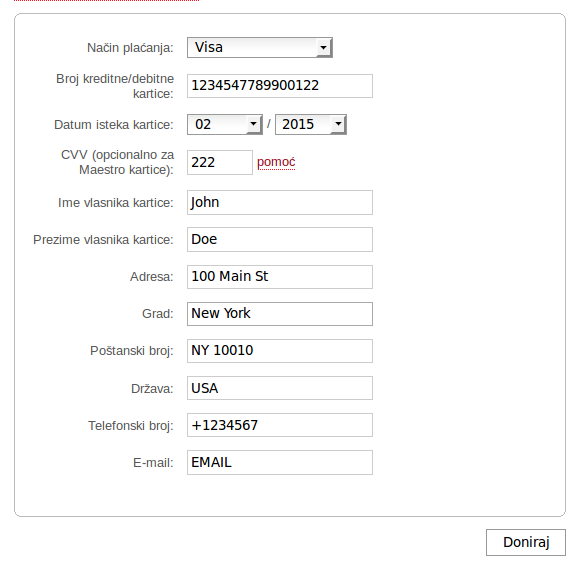 Način plaćanja: Visa
Broj kreditne/debitne
kartice: 1234547789900122
Datum isteka kartice: 02 / 2015
CVV (opcionalno za
Maestro kartice): 222 pomoć
Ime vlasnika kartice: John
Prezime vlasnika kartice: Doe
Adresa: 100 Main St
Grad: New York
Poštanski broj: NY 10010
Država: USA
Telefonski broj: +1234567
E-mail: EMAIL
Doniraj